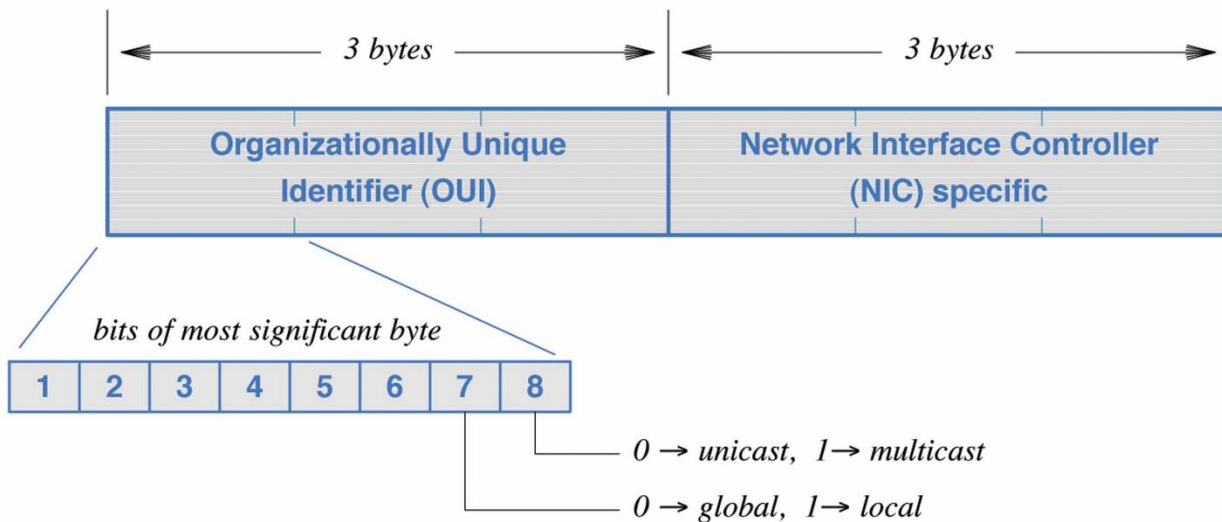 3 bytes 3 bytes
Organizationally Unique Network Interface Controller
Identifier (OUI) (NIC) specific
bits of most significant byte
1 2 3 4 5 6 7 8
0 → unicast, 1→ multicast
0 → global, 1→ local